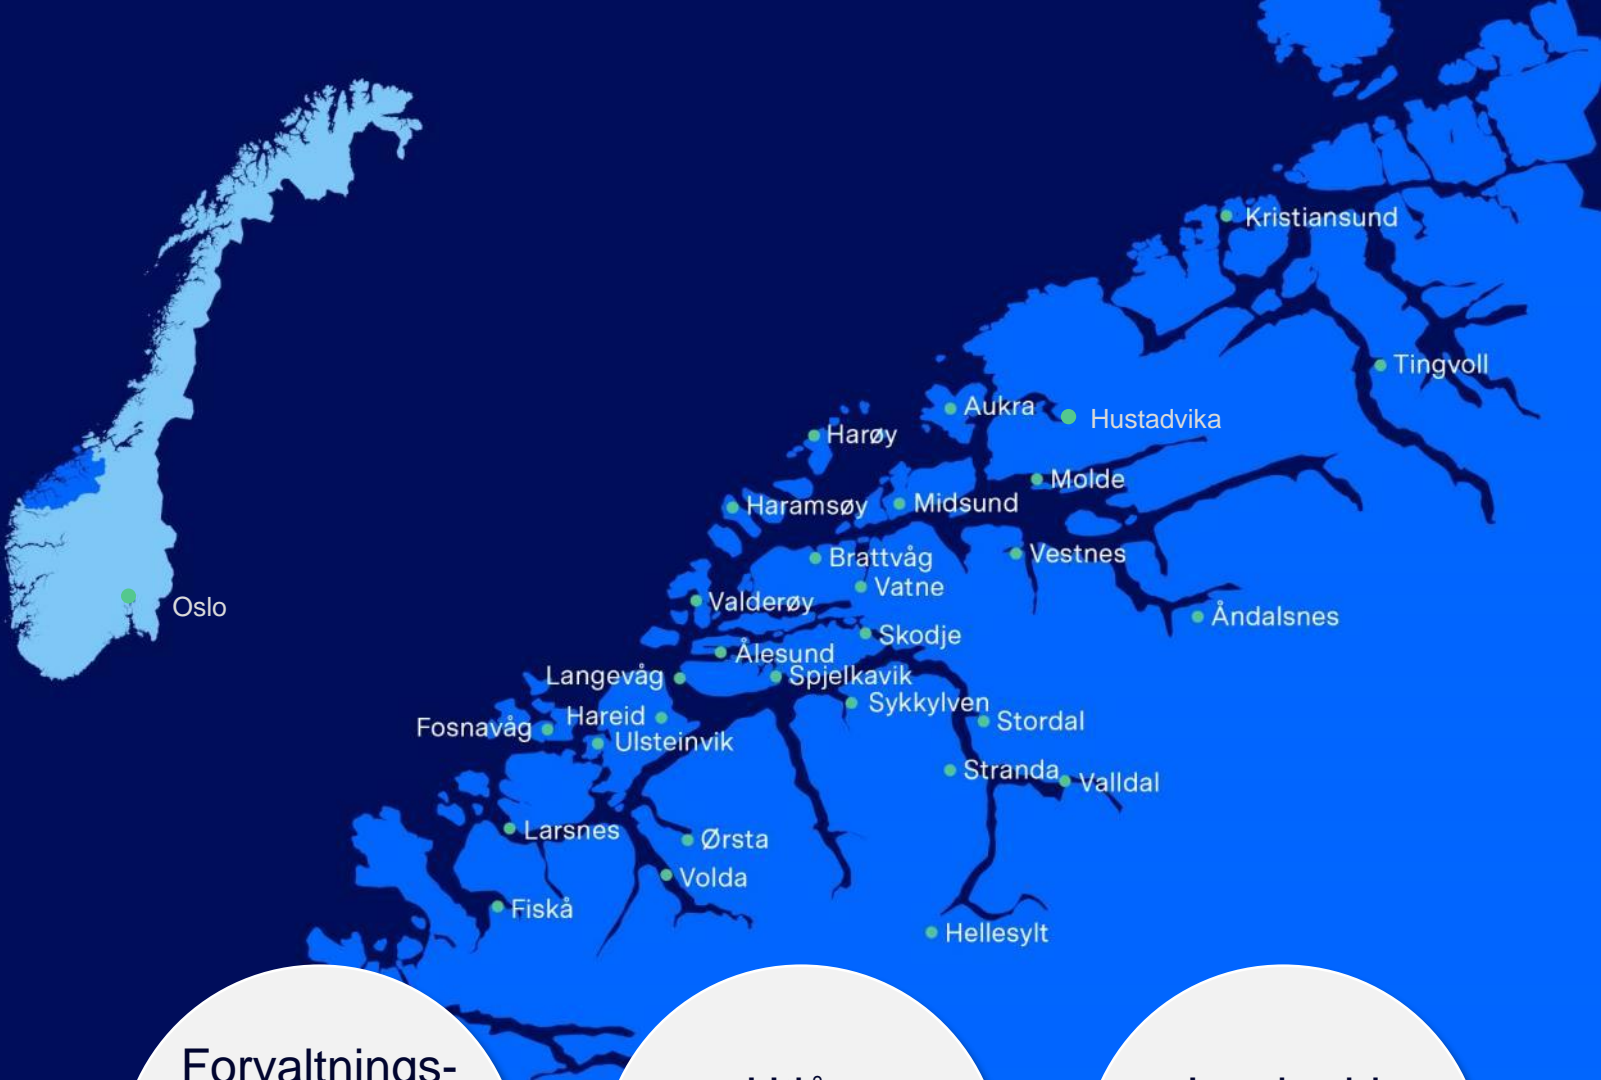 Kristiansund
Tingvoll
Aukra
Hustadvika
Harøy
Molde
Haramsøy
Midsund
Brattvåg
Vestnes
Vatne
Valderøy
Oslo
Åndalsnes
Skodje
Ålesund
Langevåg
Spjelkavik
Sykkylven
Hareid
Fosnavåg
Stordal
Ulsteinvik
Stranda
Valldal
Larsnes
Ørsta
Volda
Fiskå
Hellesylt
Forvaltnings-